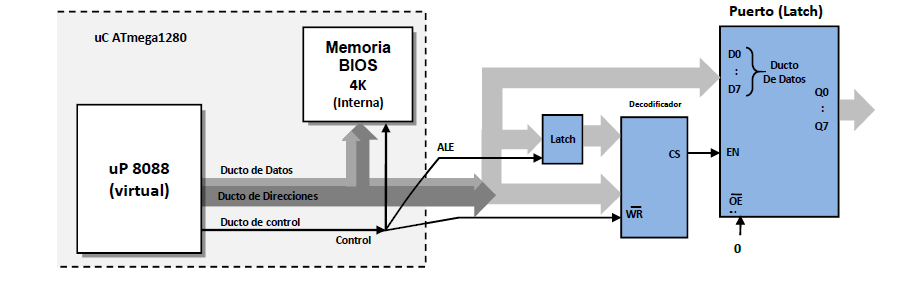 Puerto (Latch)
uC ATmega1280
Memoria
BIOS
4K
(Interna)
D0
:
D7
Ducto
De Datos
Q0
:
Q7
Decodificador
uP 8088
(virtual)
ALE
Latch
CS
EN
Ducto de Datos
Ducto de Direcciones
Ducto de control
Control
WR
OE
0